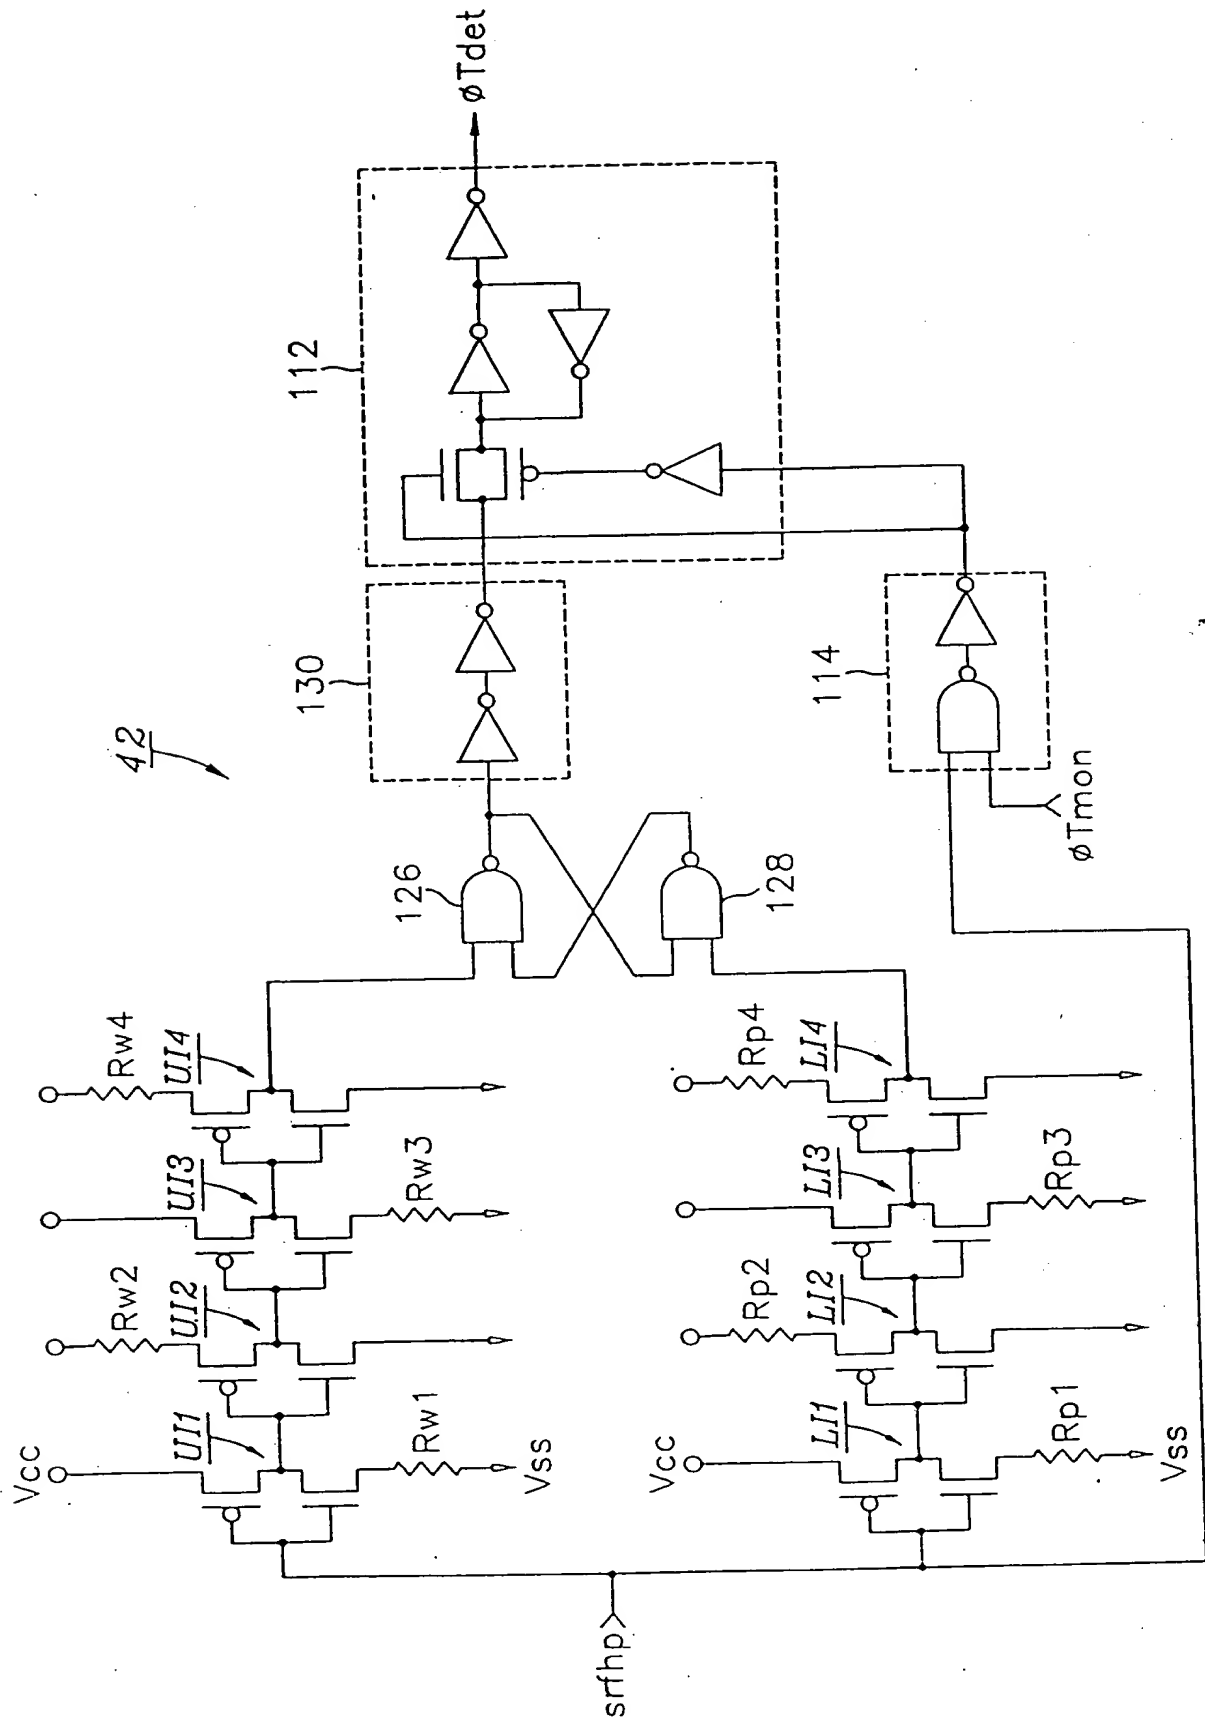 42
Vcc
UI1
Rw1
Vss
Rw2
UI2
UI3
Rw3
Rw4
UI4
126
130
112
øTdet
srfhp
Vcc
LI1
Rp1
Vss
Rp2
LI2
LI3
Rp3
Rp4
LI4
128
114
øTmon